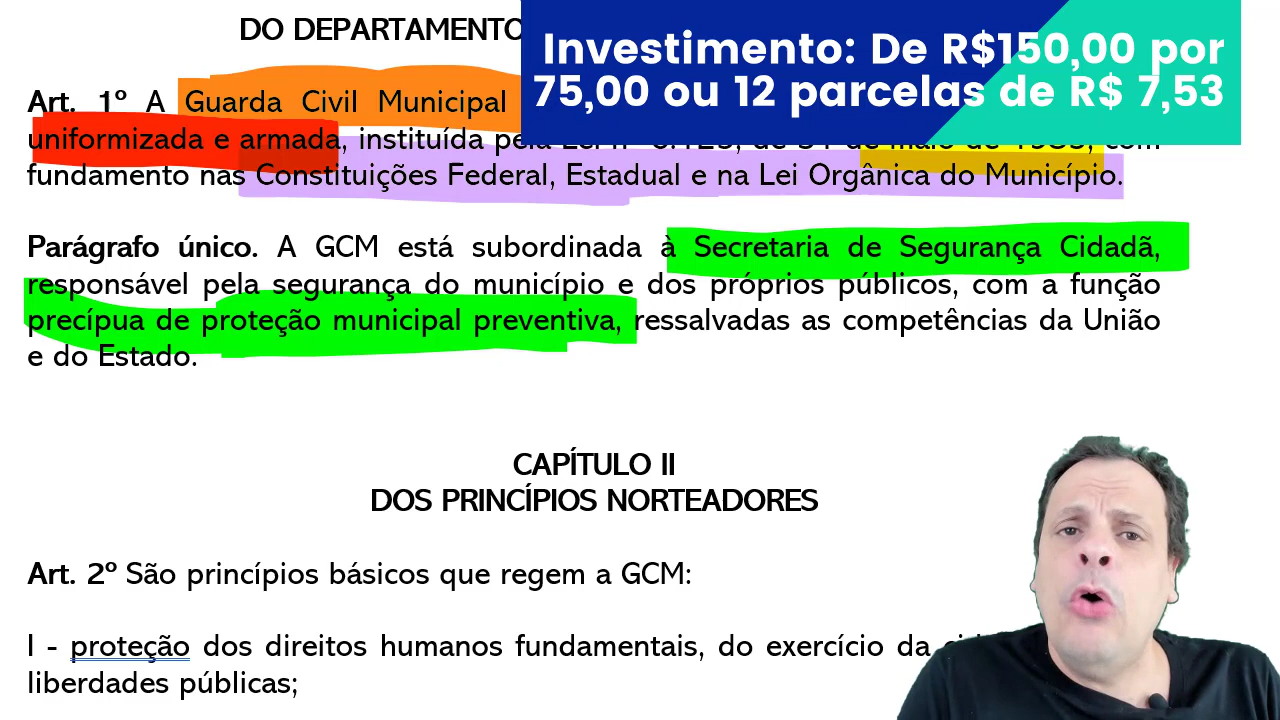 DO DEPARTAMENTO
Investimento: De R$150,00 por
75,00 ou 12 parcelas de R$ 7,53
Art. 1º A Guarda Civil Municipal
uniformizada e armada, instituída pela
fundamento nas Constituições Federal, Estadual e na Lei Orgânica do Município.
Parágrafo único. A GCM está subordinada à Secretaria de Segurança Cidadã,
responsável pela segurança do município e dos próprios públicos, com a função
precípua de proteção municipal preventiva, ressalvadas as competências da União
e do Estado.
CAPÍTULO II
DOS PRINCÍPIOS NORTEADORES
Art. 2º São princípios básicos que regem a GCM:
I - proteção dos direitos humanos fundamentais, do exercício da
liberdades públicas;